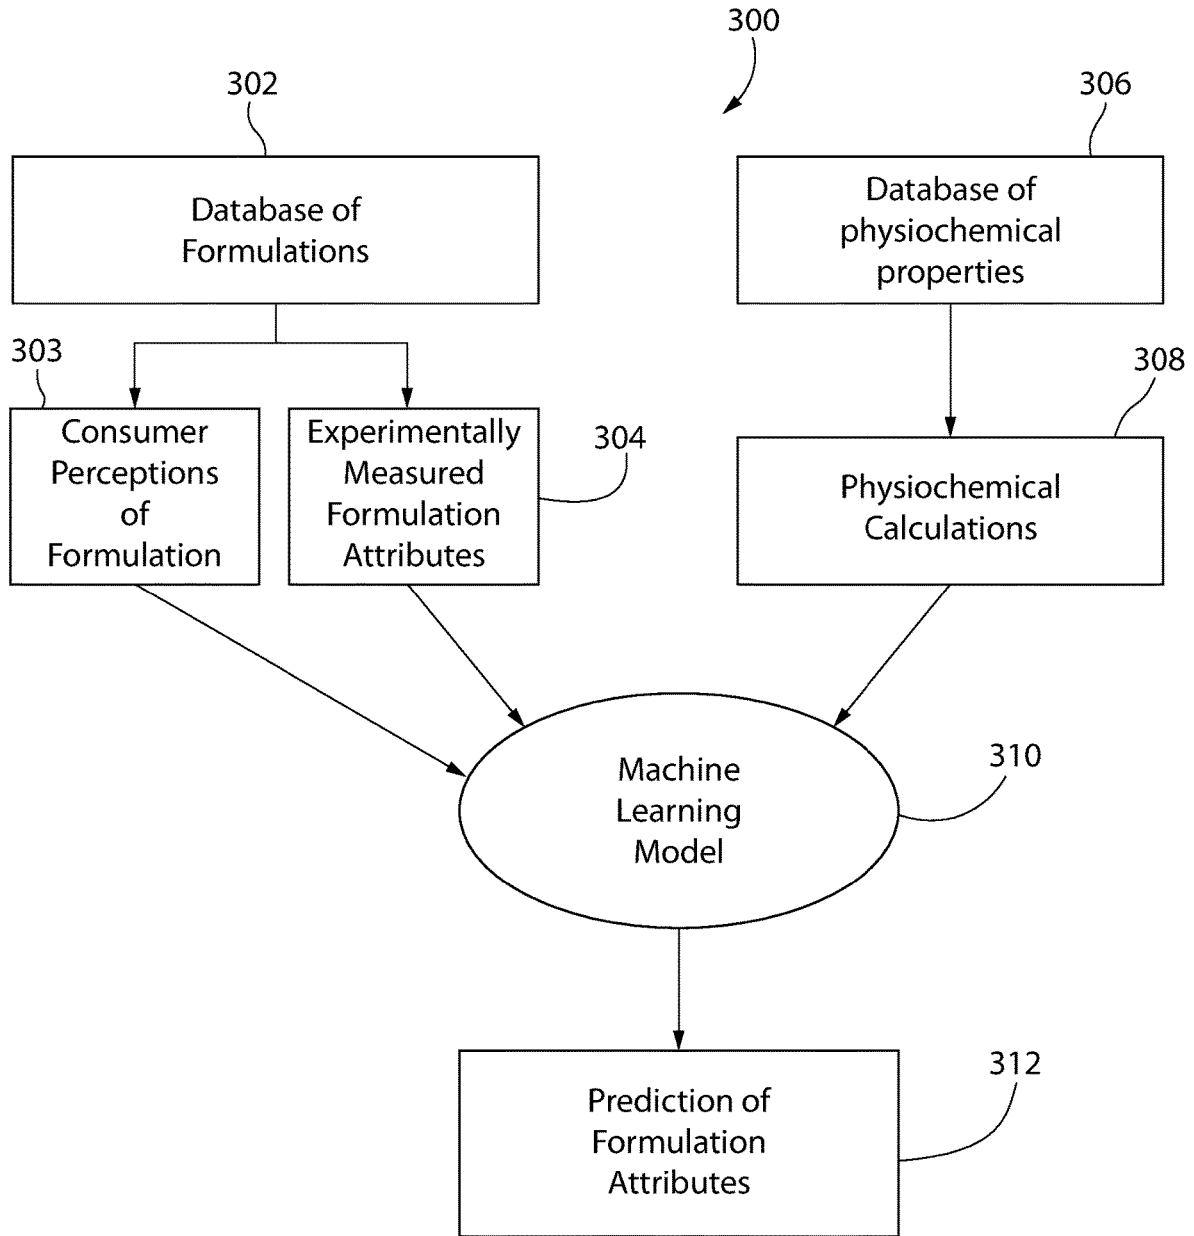 300
302
306
Database of
Formulations
Database of
physiochemical
properties
303
308
Consumer
Perceptions
of
Formulation
Experimentally
Measured
Formulation
Attributes
304
Physiochemical
Calculations
310
Machine
Learning
Model
312
Prediction of
Formulation
Attributes